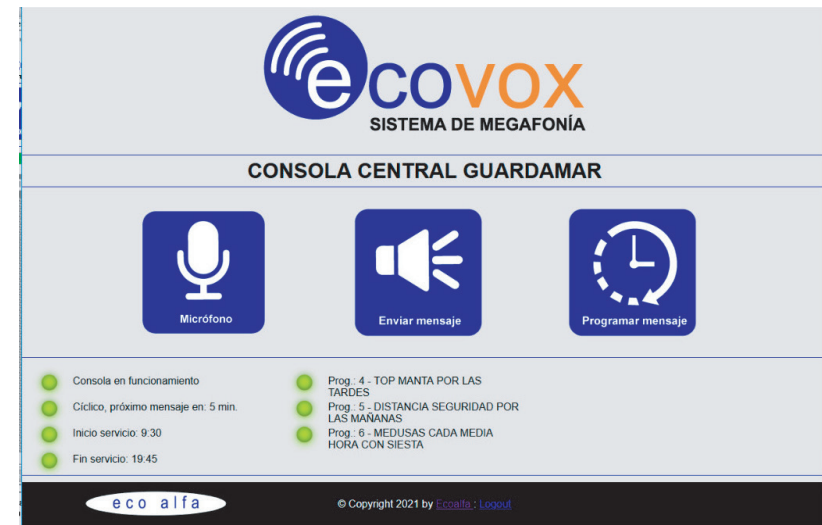 ecovox
SISTEMA DE MEGAFONÍA
CONSOLA CENTRAL GUARDAMAR
Micrófono
Enviar mensaje
Programar mensaje
Consola en funcionamiento
Cíclico, próximo mensaje en: 5 min.
Inicio servicio: 9:30
Fin servicio: 19:45
Prog.: 4 - TOP MANTA POR LAS
TARDES
Prog.: 5 - DISTANCIA SEGURIDAD POR
LAS MAÑANAS
Prog.: 6 - MEDUSAS CADA MEDIA
HORA CON SIESTA
eco alfa
© Copyright 2021 by Ecoalfa : Logout